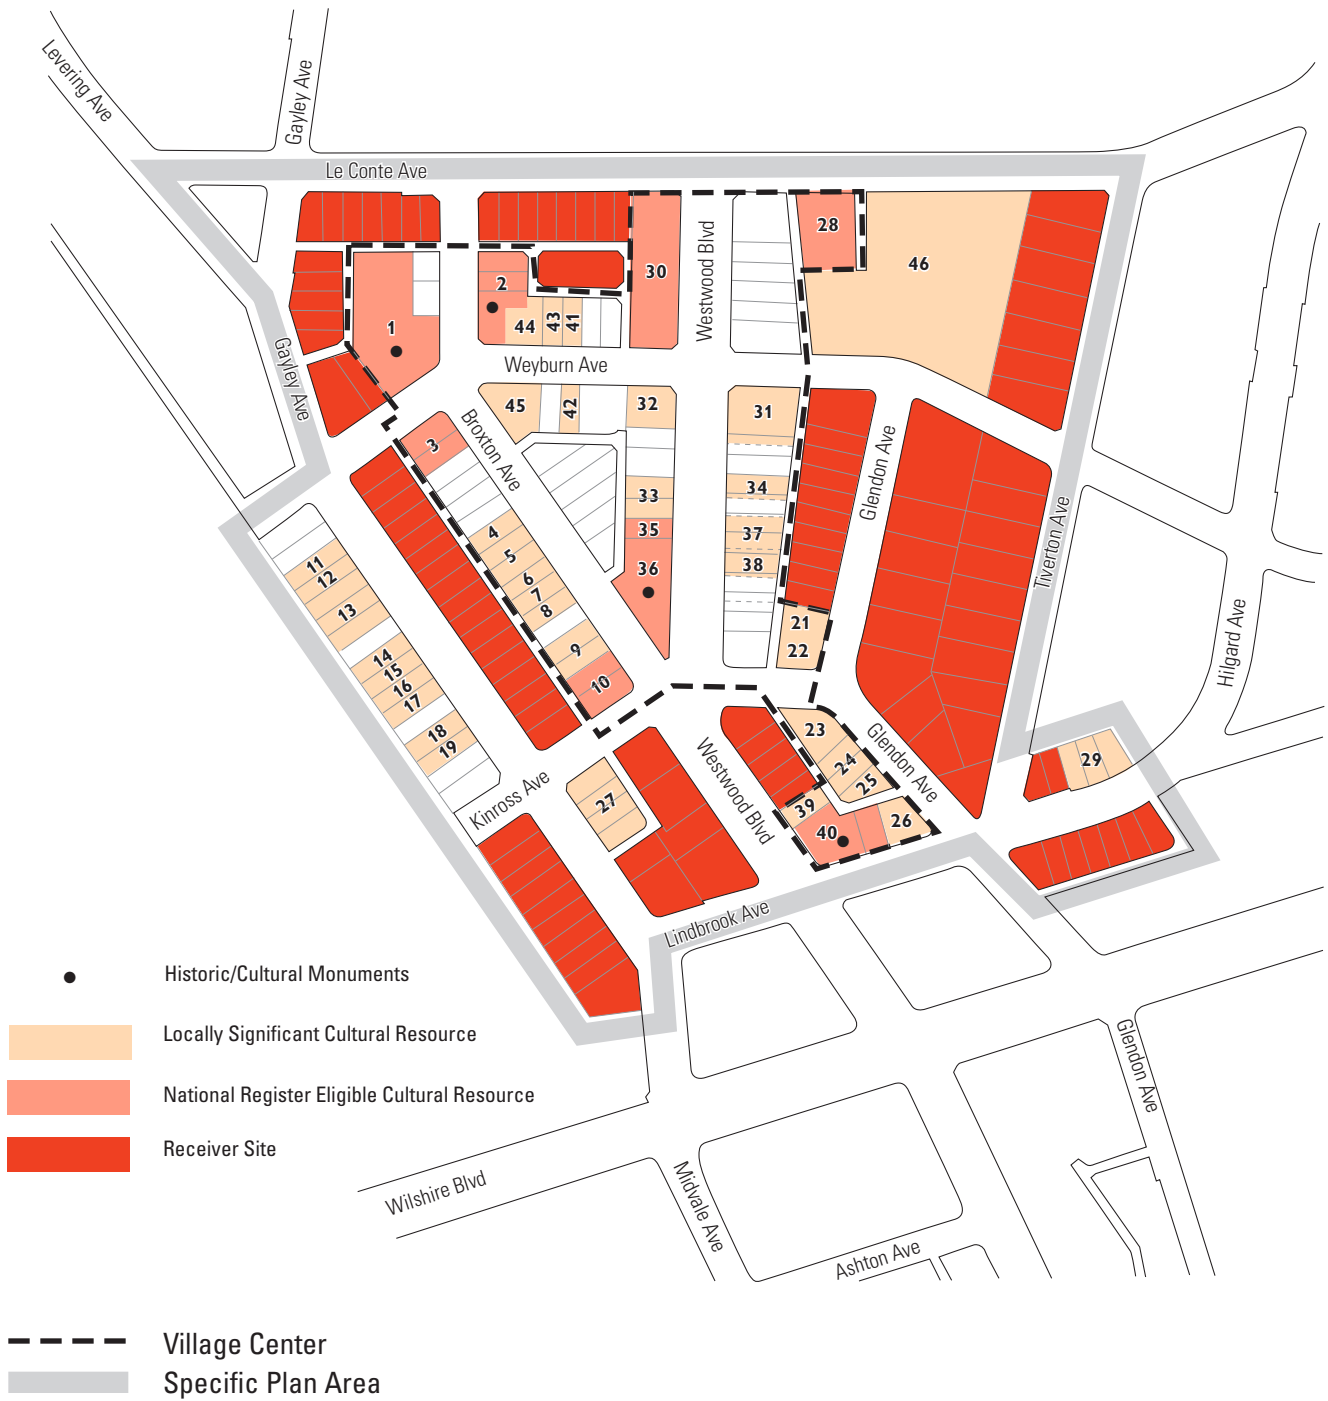 Levering Ave
Gayley Ave
Le Conte Ave
28
46
30
Westwood Blvd
2
1
44
43
41
Weyburn Ave
Gayley Ave
45
42
32
31
3
Broxton Ave
Glendon Ave
33
34
35
37
36
38
4
5
6
7
8
9
10
11
12
13
14
15
16
17
18
19
21
22
Tiverton Ave
Hilgard Ave
23
24
25
Glendon Ave
26
29
Westwood Blvd
39
40
27
Kinross Ave
Lindbrook Ave
Historic/Cultural Monuments
Locally Significant Cultural Resource
National Register Eligible Cultural Resource
Receiver Site
Glendon Ave
Wilshire Blvd
Midvale Ave
Ashton Ave
Village Center
Specific Plan Area